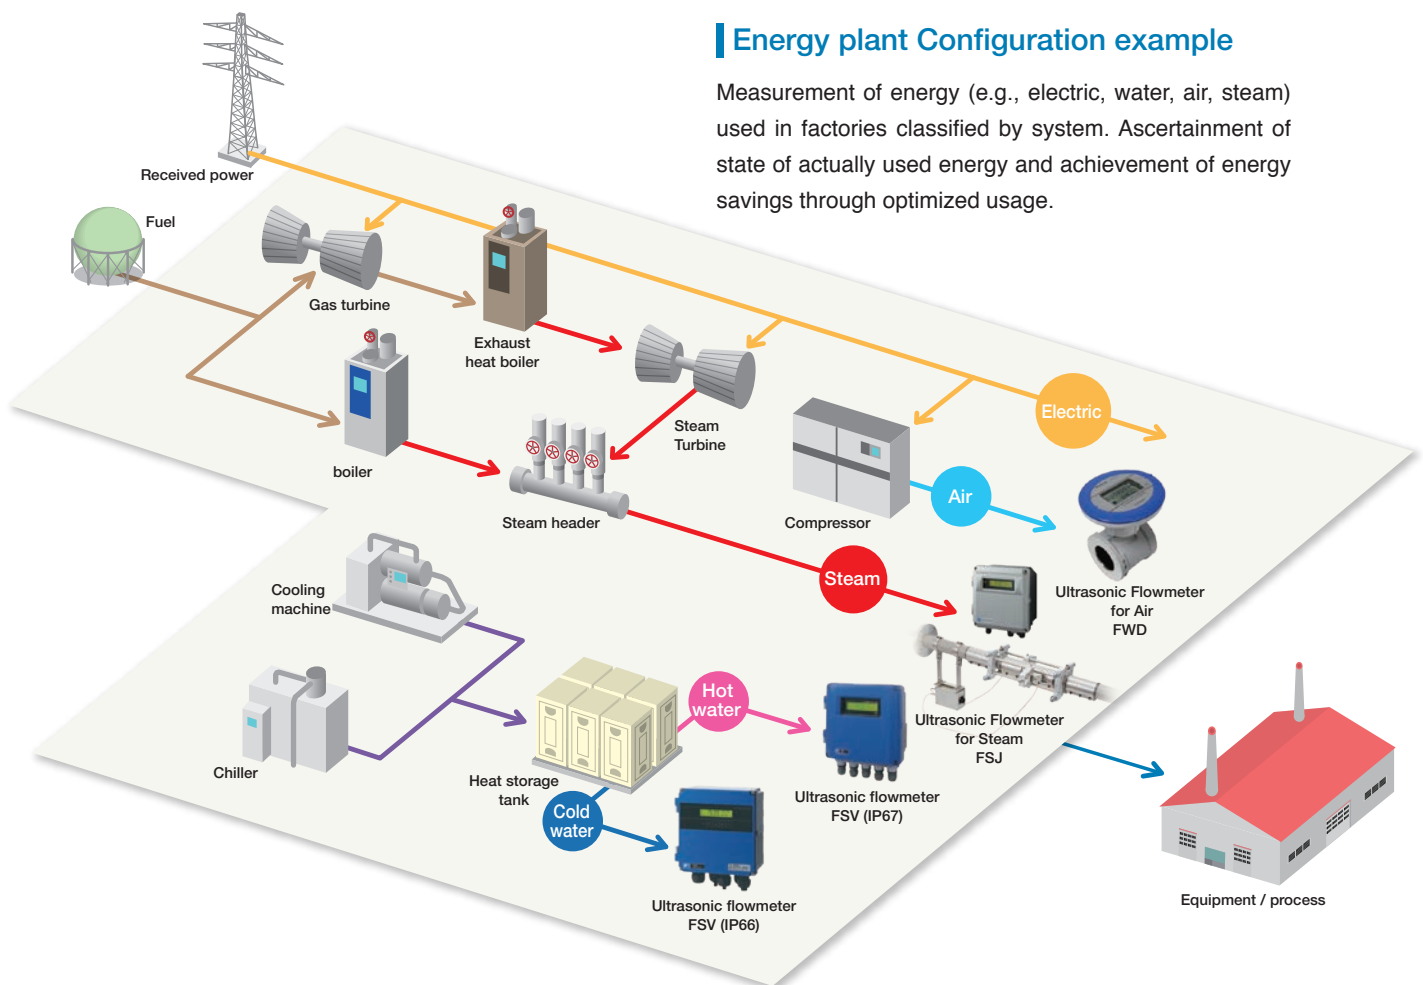 Energy plant Configuration example
Measurement of energy (e.g., electric, water, air, steam)
used in factories classified by system. Ascertainment of
state of actually used energy and achievement of energy
savings through optimized usage.
Received power
Fuel
Gas turbine
Exhaust
heat boiler
boiler
Steam
Turbine
Steam header
Electric
Compressor
Air
Ultrasonic Flowmeter
for Air
FWD
Steam
Ultrasonic Flowmeter
for Steam
FSJ
Cooling
machine
Chiller
Heat storage
tank
Hot
water
Ultrasonic flowmeter
FSV (IP67)
Cold
water
Ultrasonic flowmeter
FSV (IP66)
Equipment / process